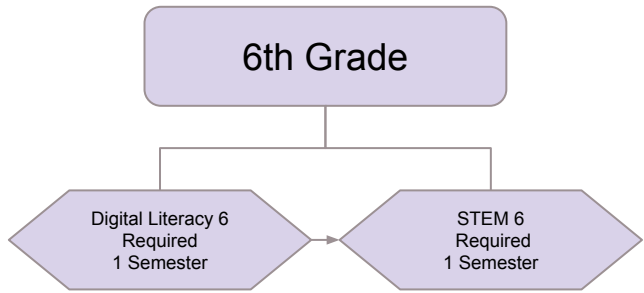 6th Grade
Digital Literacy 6
Required
1 Semester
STEM 6
Required
1 Semester